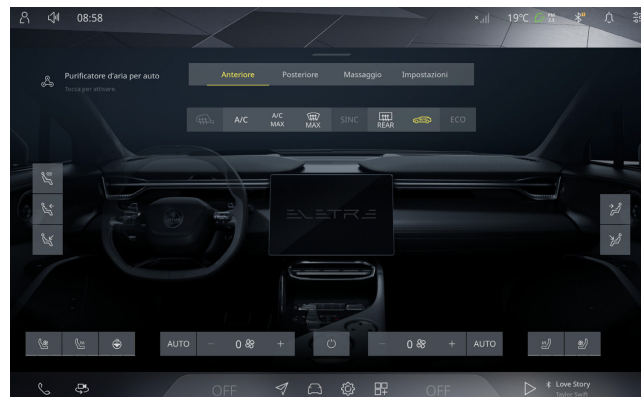 08:58
19°C
Purificatore d'aria per auto
Tocca per attivare.
Anteriore Posteriore Massaggio Impostazioni
A/C
A/C MAX
MAX
SINC
REAR
ECO
ELETRE
AUTO - 0 + - 0 + AUTO
OFF OFF
Love Story
Taylor Swift